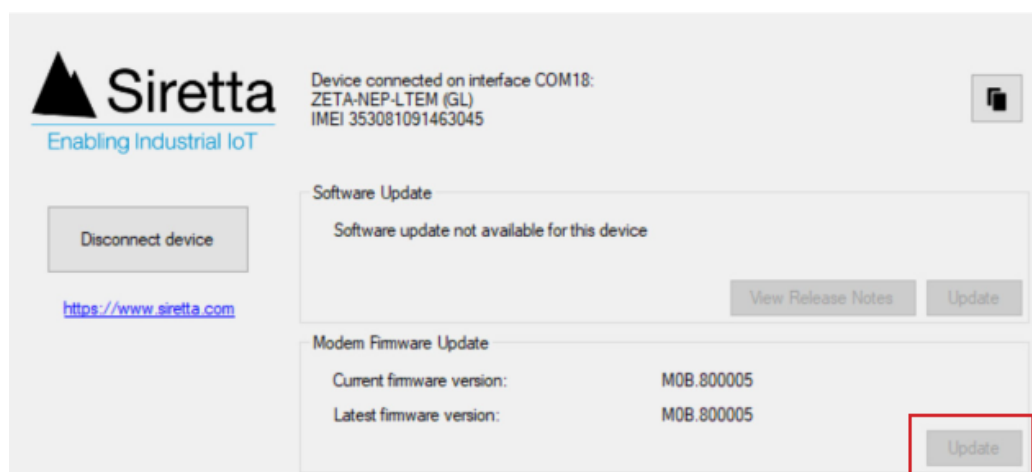 Siretta
Enabling Industrial IoT
Device connected on interface COM18:
ZETA-NEP-LTEM (GL)
IMEI 353081091463045
Disconnect device
https://www.siretta.com
Software Update
Software update not available for this device
View Release Notes
Update
Modem Firmware Update
Current firmware version: M0B.800005
Latest firmware version: M0B.800005
Update